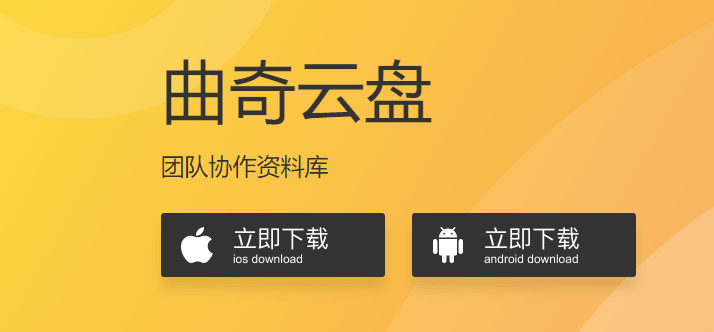 曲奇云盘
团队协作资料库
立即下载
ios download
立即下载
android download